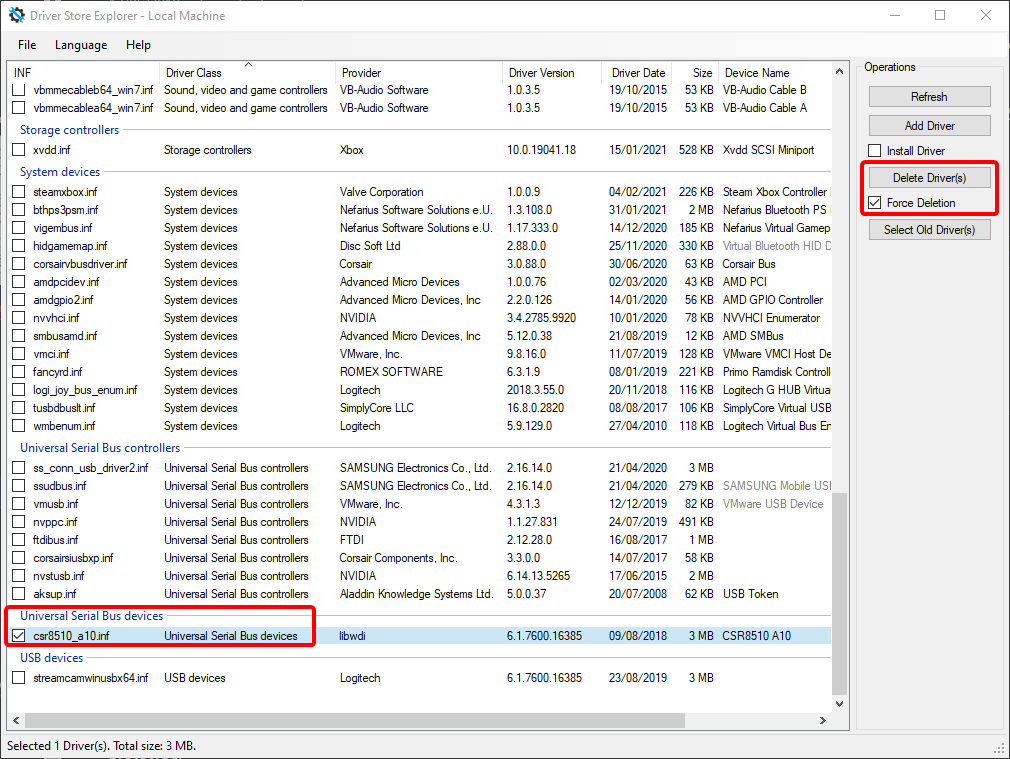 Driver Store Explorer - Local Machine
File Language Help
INF Driver Class Provider Driver Version Driver Date Size Device Name
vbmmecableb64_win7.inf Sound, video and game controllers VB-Audio Software 1.0.3.5 19/10/2015 53 KB VB-Audio Cable B
vbmmecablea64_win7.inf Sound, video and game controllers VB-Audio Software 1.0.3.5 19/10/2015 53 KB VB-Audio Cable A
Storage controllers
xvdd.inf Storage controllers Xbox 10.0.19041.18 15/01/2021 528 KB Xvdd SCSI Miniport
System devices
steamxbox.inf System devices Valve Corporation 1.0.0.9 04/02/2021 226 KB Steam Xbox Controller
bthps3psm.inf System devices Nefarius Software Solutions e.U. 1.3.108.0 31/01/2021 2 MB Nefarius Bluetooth PS
vigembus.inf System devices Nefarius Software Solutions e.U. 1.17.333.0 14/12/2020 185 KB Nefarius Virtual Gamep
hidgamemap.inf System devices Disc Soft Ltd 2.88.0.0 25/11/2020 330 KB Virtual Bluetooth HID D
corsairvbusdriver.inf System devices Corsair 3.0.88.0 30/06/2020 63 KB Corsair Bus
amdpcidev.inf System devices Advanced Micro Devices 1.0.0.76 02/03/2020 43 KB AMD PCI
amdgpio2.inf System devices Advanced Micro Devices, Inc 2.2.0.126 14/01/2020 56 KB AMD GPIO Controller
nvvhci.inf System devices NVIDIA 3.4.2785.9920 10/01/2020 78 KB NVVHCI Enumerator
smbusamd.inf System devices Advanced Micro Devices, Inc 5.12.0.38 21/08/2019 12 KB AMD SMBus
vmci.inf System devices VMware, Inc. 9.8.16.0 11/07/2019 128 KB VMware VMCI Host De
fancyrd.inf System devices ROMEX SOFTWARE 6.3.1.9 08/01/2019 221 KB Primo Ramdisk Controll
logi_joy_bus_enum.inf System devices Logitech 2018.3.55.0 20/11/2018 116 KB Logitech G HUB Virtua
tusbdbuslt.inf System devices SimplyCore LLC 16.8.0.2820 08/08/2017 106 KB SimplyCore Virtual USB
wmbenum.inf System devices Logitech 5.9.129.0 27/04/2010 118 KB Logitech Virtual Bus En
Universal Serial Bus controllers
ss_conn_usb_driver2.inf Universal Serial Bus controllers SAMSUNG Electronics Co., Ltd. 2.16.14.0 21/04/2020 3 MB
ssudbus.inf Universal Serial Bus controllers SAMSUNG Electronics Co., Ltd. 2.16.14.0 21/04/2020 279 KB SAMSUNG Mobile USI
vmusb.inf Universal Serial Bus controllers VMware, Inc. 4.3.1.3 12/12/2019 82 KB VMware USB Device
nvppc.inf Universal Serial Bus controllers NVIDIA 1.1.27.831 24/07/2019 491 KB
ftdibus.inf Universal Serial Bus controllers FTDI 2.12.28.0 16/08/2017 1 MB
corsairsiusbxp.inf Universal Serial Bus controllers Corsair Components, Inc. 3.3.0.0 14/07/2017 58 KB
nvstusb.inf Universal Serial Bus controllers NVIDIA 6.14.13.5265 17/06/2015 2 MB
aksup.inf Universal Serial Bus controllers Aladdin Knowledge Systems Ltd. 5.0.0.37 20/07/2008 62 KB USB Token
Universal Serial Bus devices
csr8510_a10.inf Universal Serial Bus devices libwdi 6.1.7600.16385 09/08/2018 3 MB CSR8510 A10
USB devices
streamcamwinusbx64.inf USB devices Logitech 6.1.7600.16385 23/08/2019 3 MB
Operations
Refresh
Add Driver
Install Driver
Delete Driver(s)
Force Deletion
Select Old Driver(s)
Selected 1 Driver(s). Total size: 3 MB.